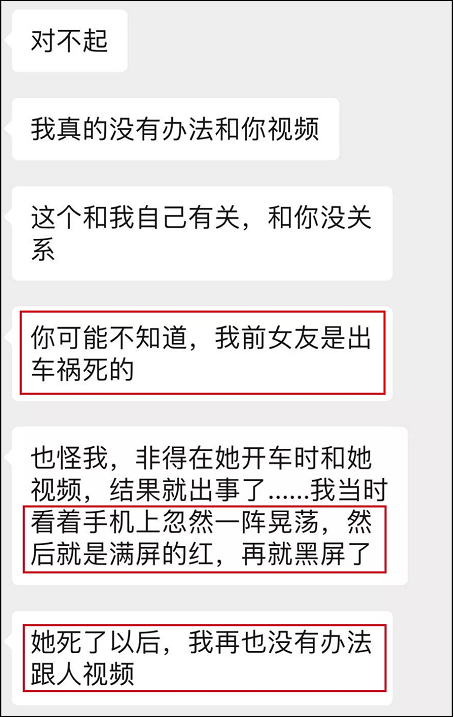 对不起
我真的没有办法和你视频
这个和我自己有关，和你没关
系
你可能不知道，我前女友是出
车祸死的
也怪我，非得在她开车时和她
视频，结果就出事了......我当时
看着手机上忽然一阵晃荡，然
后就是满屏的红，再就黑屏了
她死了以后，我再也没有办法
跟人视频